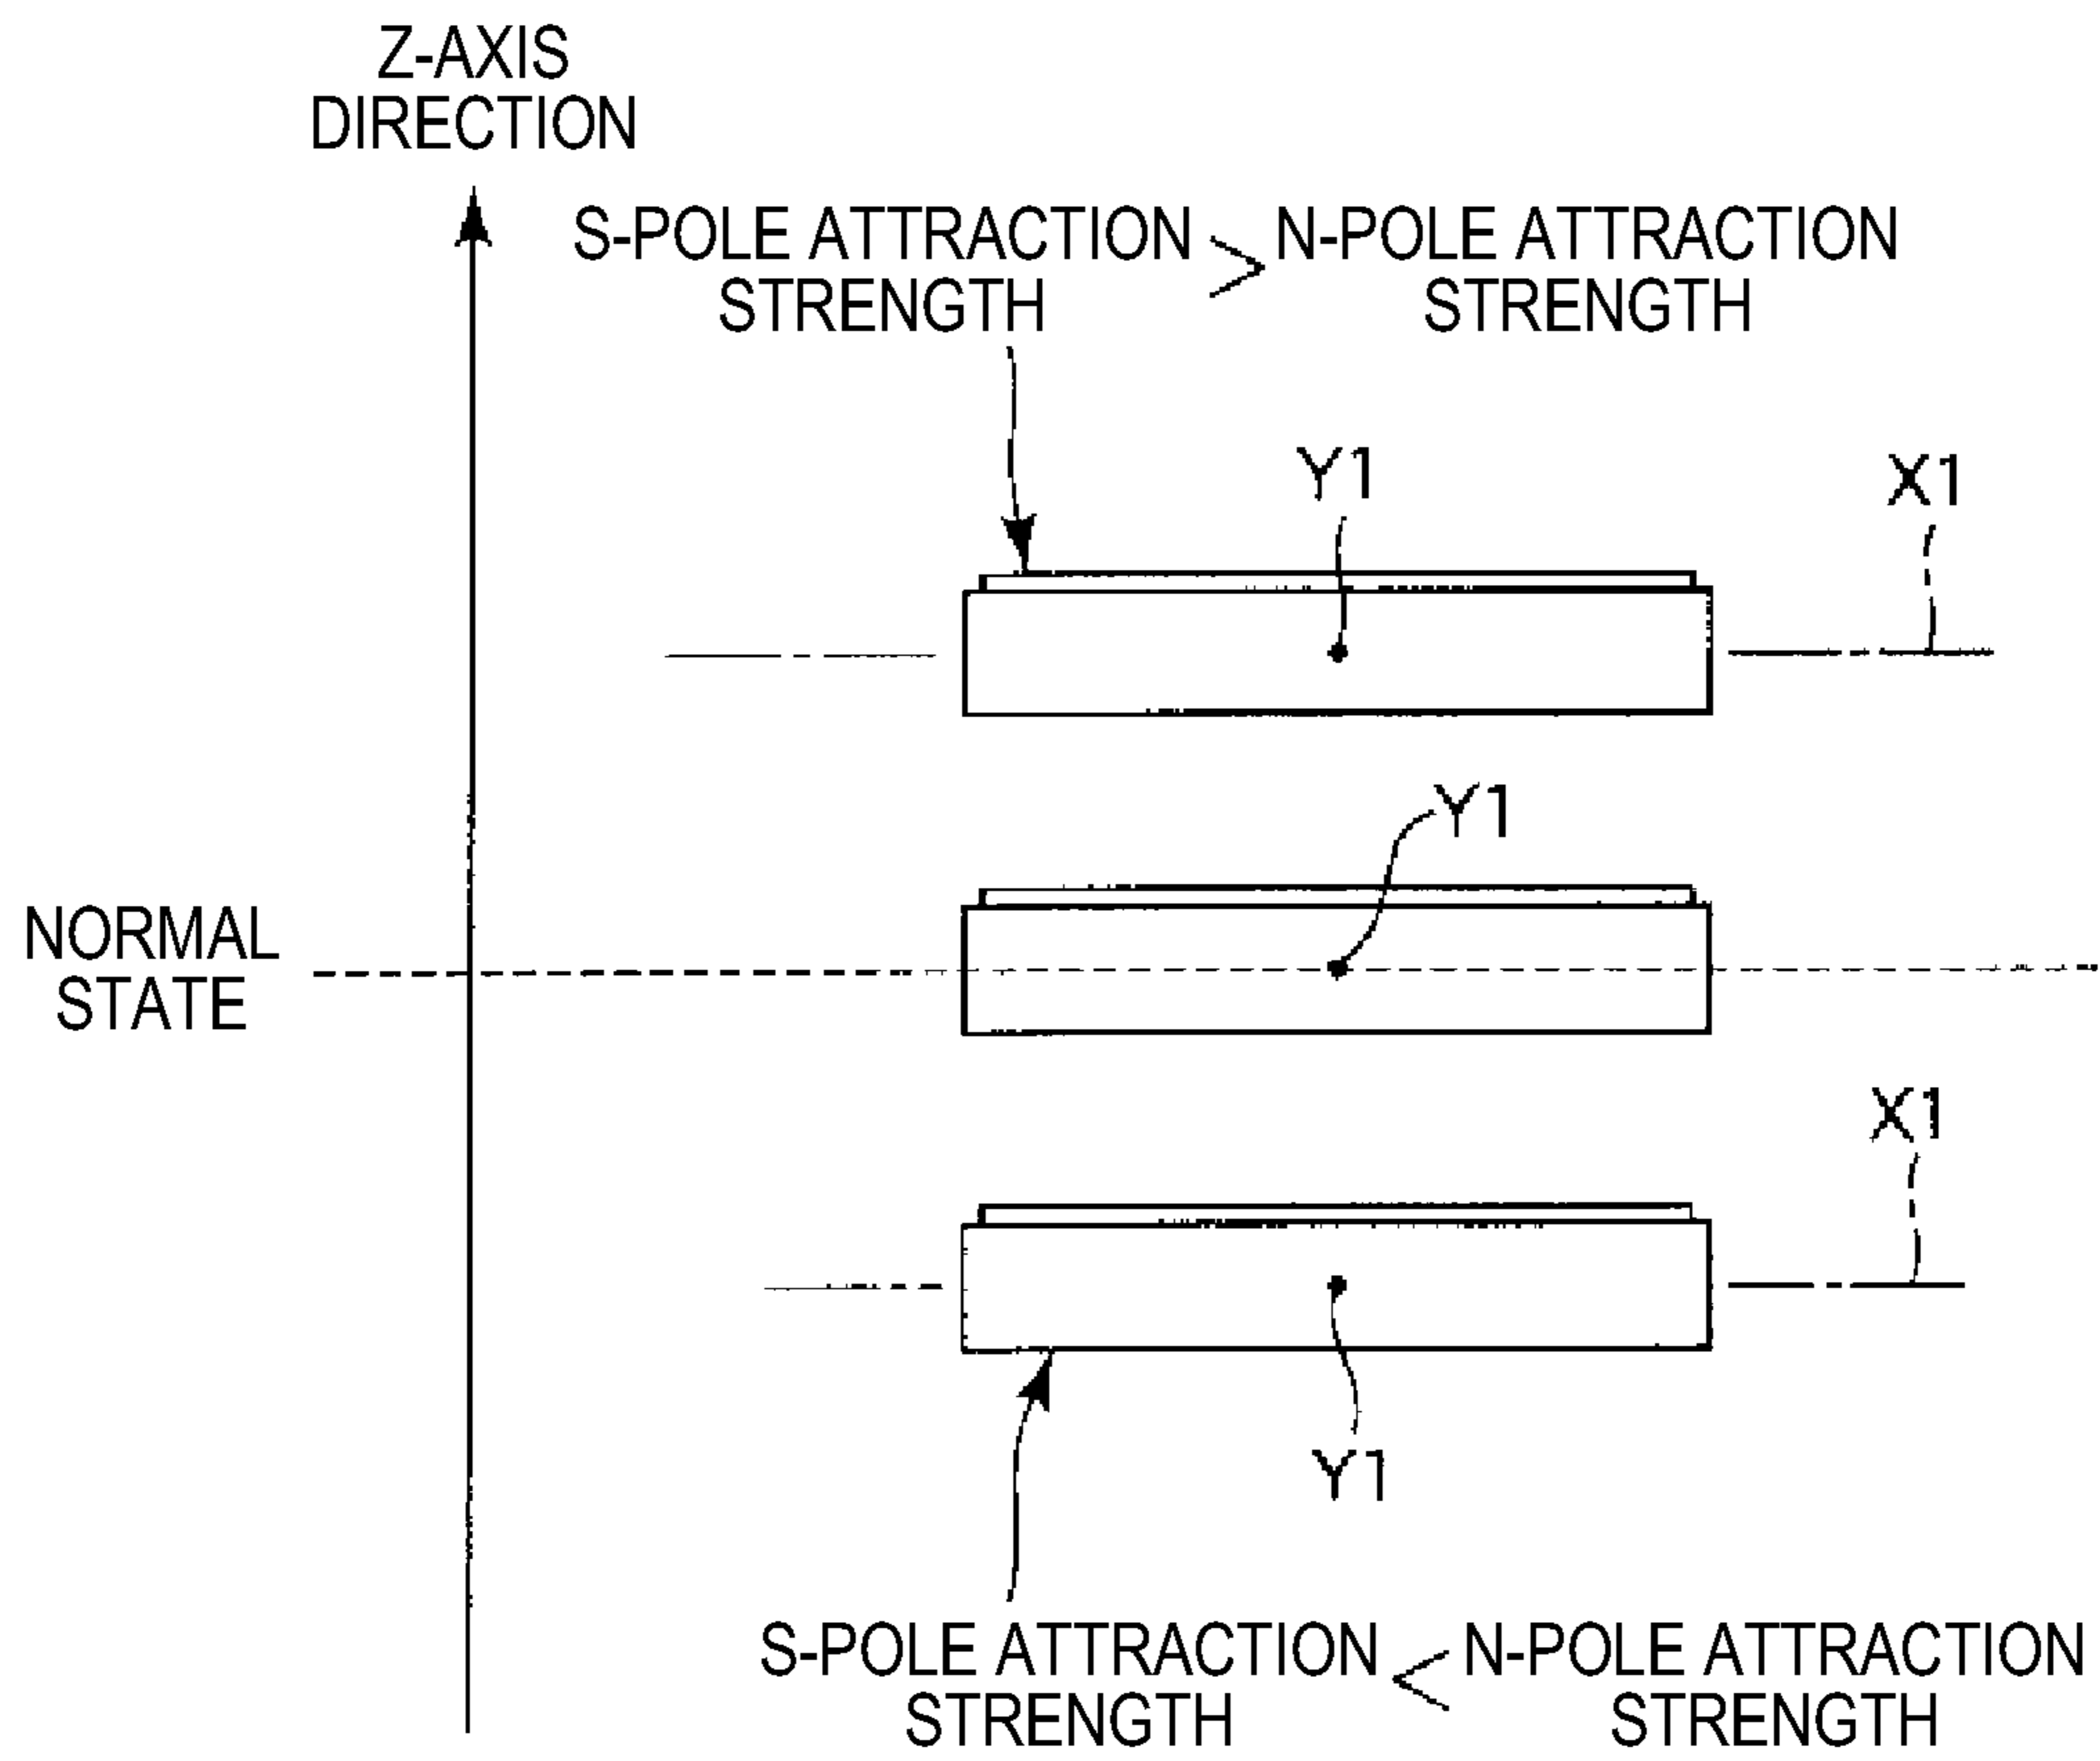 Z-AXIS
DIRECTION
S-POLE ATTRACTION > N-POLE ATTRACTION
STRENGTH STRENGTH
Y1
X1
Y1
NORMAL
STATE
X1
Y1
S-POLE ATTRACTION < N-POLE ATTRACTION
STRENGTH STRENGTH